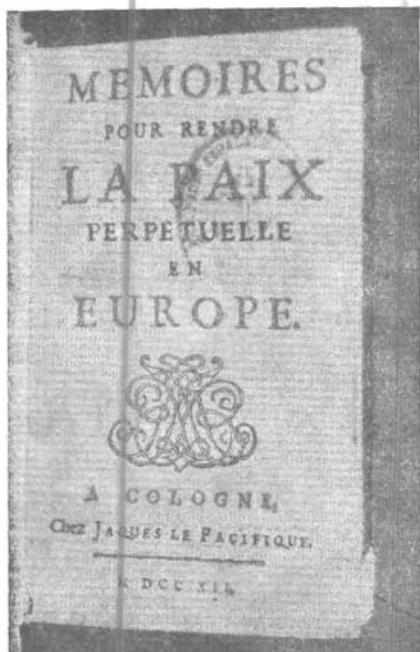 MEMOIRES
POUR RENDRE
LA PAIX
PERPETUELLE
EN
EUROPE.
A COLOGNE,
Chez JAQUES LE PACIFIQUE.
M DCC XII.